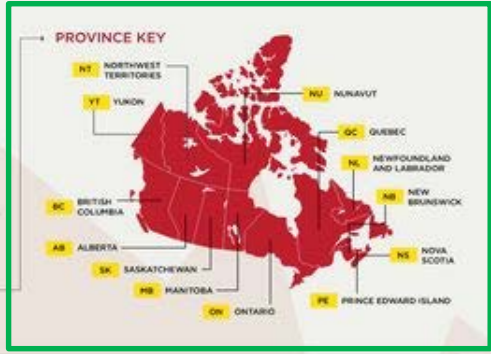 PROVINCE KEY
NT NORTHWEST
TERRITORIES
YT YUKON
NU NUNAVUT
QC QUEBEC
NL NEWFOUNDLAND
AND LABRADOR
NB NEW
BRUNSWICK
BC BRITISH
COLUMBIA
AB ALBERTA
NS NOVA
SCOTIA
SK SASKATCHEWAN
MB MANITOBA
PE PRINCE EDWARD ISLAND
ON ONTARIO